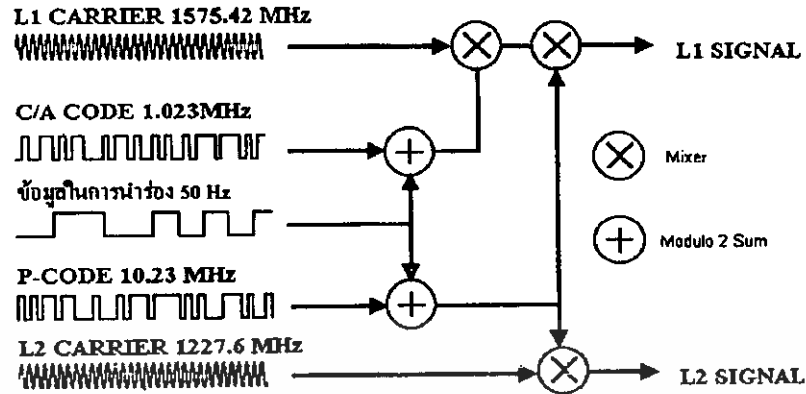 L1 CARRIER 1575.42 MHz
L1 SIGNAL
C/A CODE 1.023MHz
Mixer
ข้อมูลในการนำร่อง 50 Hz
Modulo 2 Sum
P-CODE 10.23 MHz
L2 CARRIER 1227.6 MHz
L2 SIGNAL